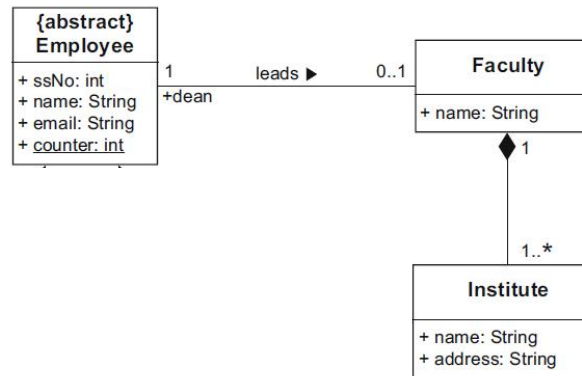 {abstract}
Employee
+ ssNo: int
+ name: String
+ email: String
+ counter: int
1
leads ▶
0..1
+dean
Faculty
+ name: String
1
1..*
Institute
+ name: String
+ address: String